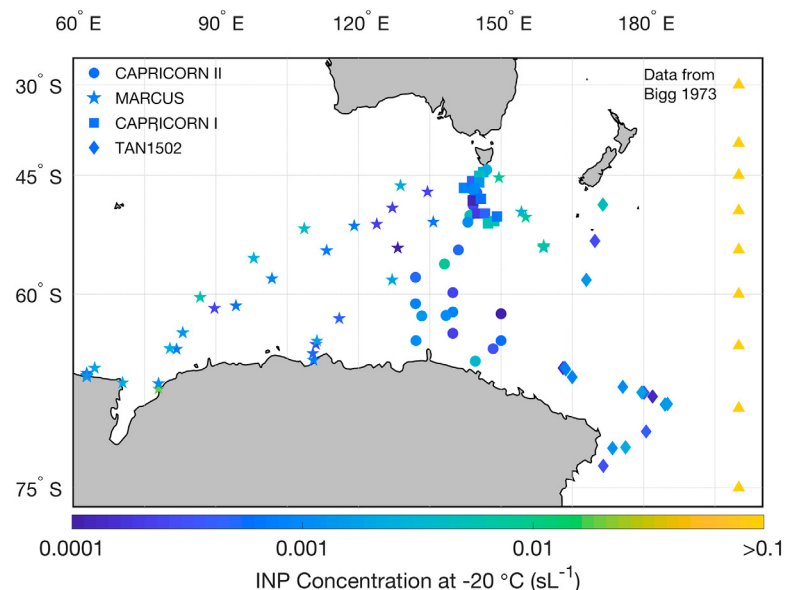 60° E 90° E 120° E 150° E 180° E
CAPRICORN II
MARCUS
CAPRICORN I
TAN1502
Data from
Bigg 1973
30° S
45° S
60° S
75° S
0.0001 0.001 0.01 >0.1
INP Concentration at -20 °C (sL⁻¹)